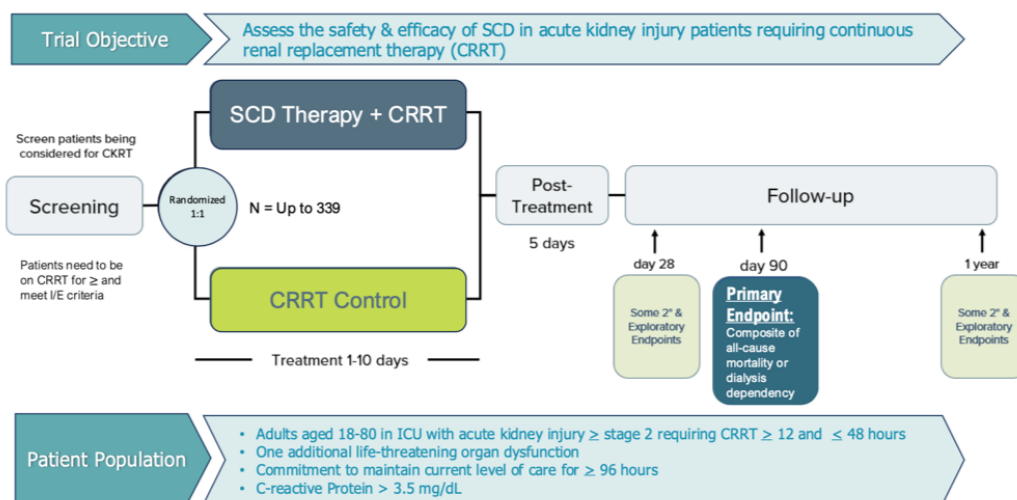 Trial Objective
Assess the safety & efficacy of SCD in acute kidney injury patients requiring continuous
renal replacement therapy (CRRT)
Screen patients being
considered for CKRT
Screening
Patients need to be
on CRRT for ≥ and
meet I/E criteria
Randomized
1:1
SCD Therapy + CRRT
N = Up to 339
CRRT Control
Treatment 1-10 days
Post-
Treatment
5 days
Follow-up
day 28
Some 2° &
Exploratory
Endpoints
day 90
Primary
Endpoint:
Composite of
all-cause
mortality or
dialysis
dependency
1 year
Some 2° &
Exploratory
Endpoints
Patient Population
• Adults aged 18-80 in ICU with acute kidney injury ≥ stage 2 requiring CRRT ≥ 12 and ≤ 48 hours
• One additional life-threatening organ dysfunction
• Commitment to maintain current level of care for ≥ 96 hours
• C-reactive Protein > 3.5 mg/dL